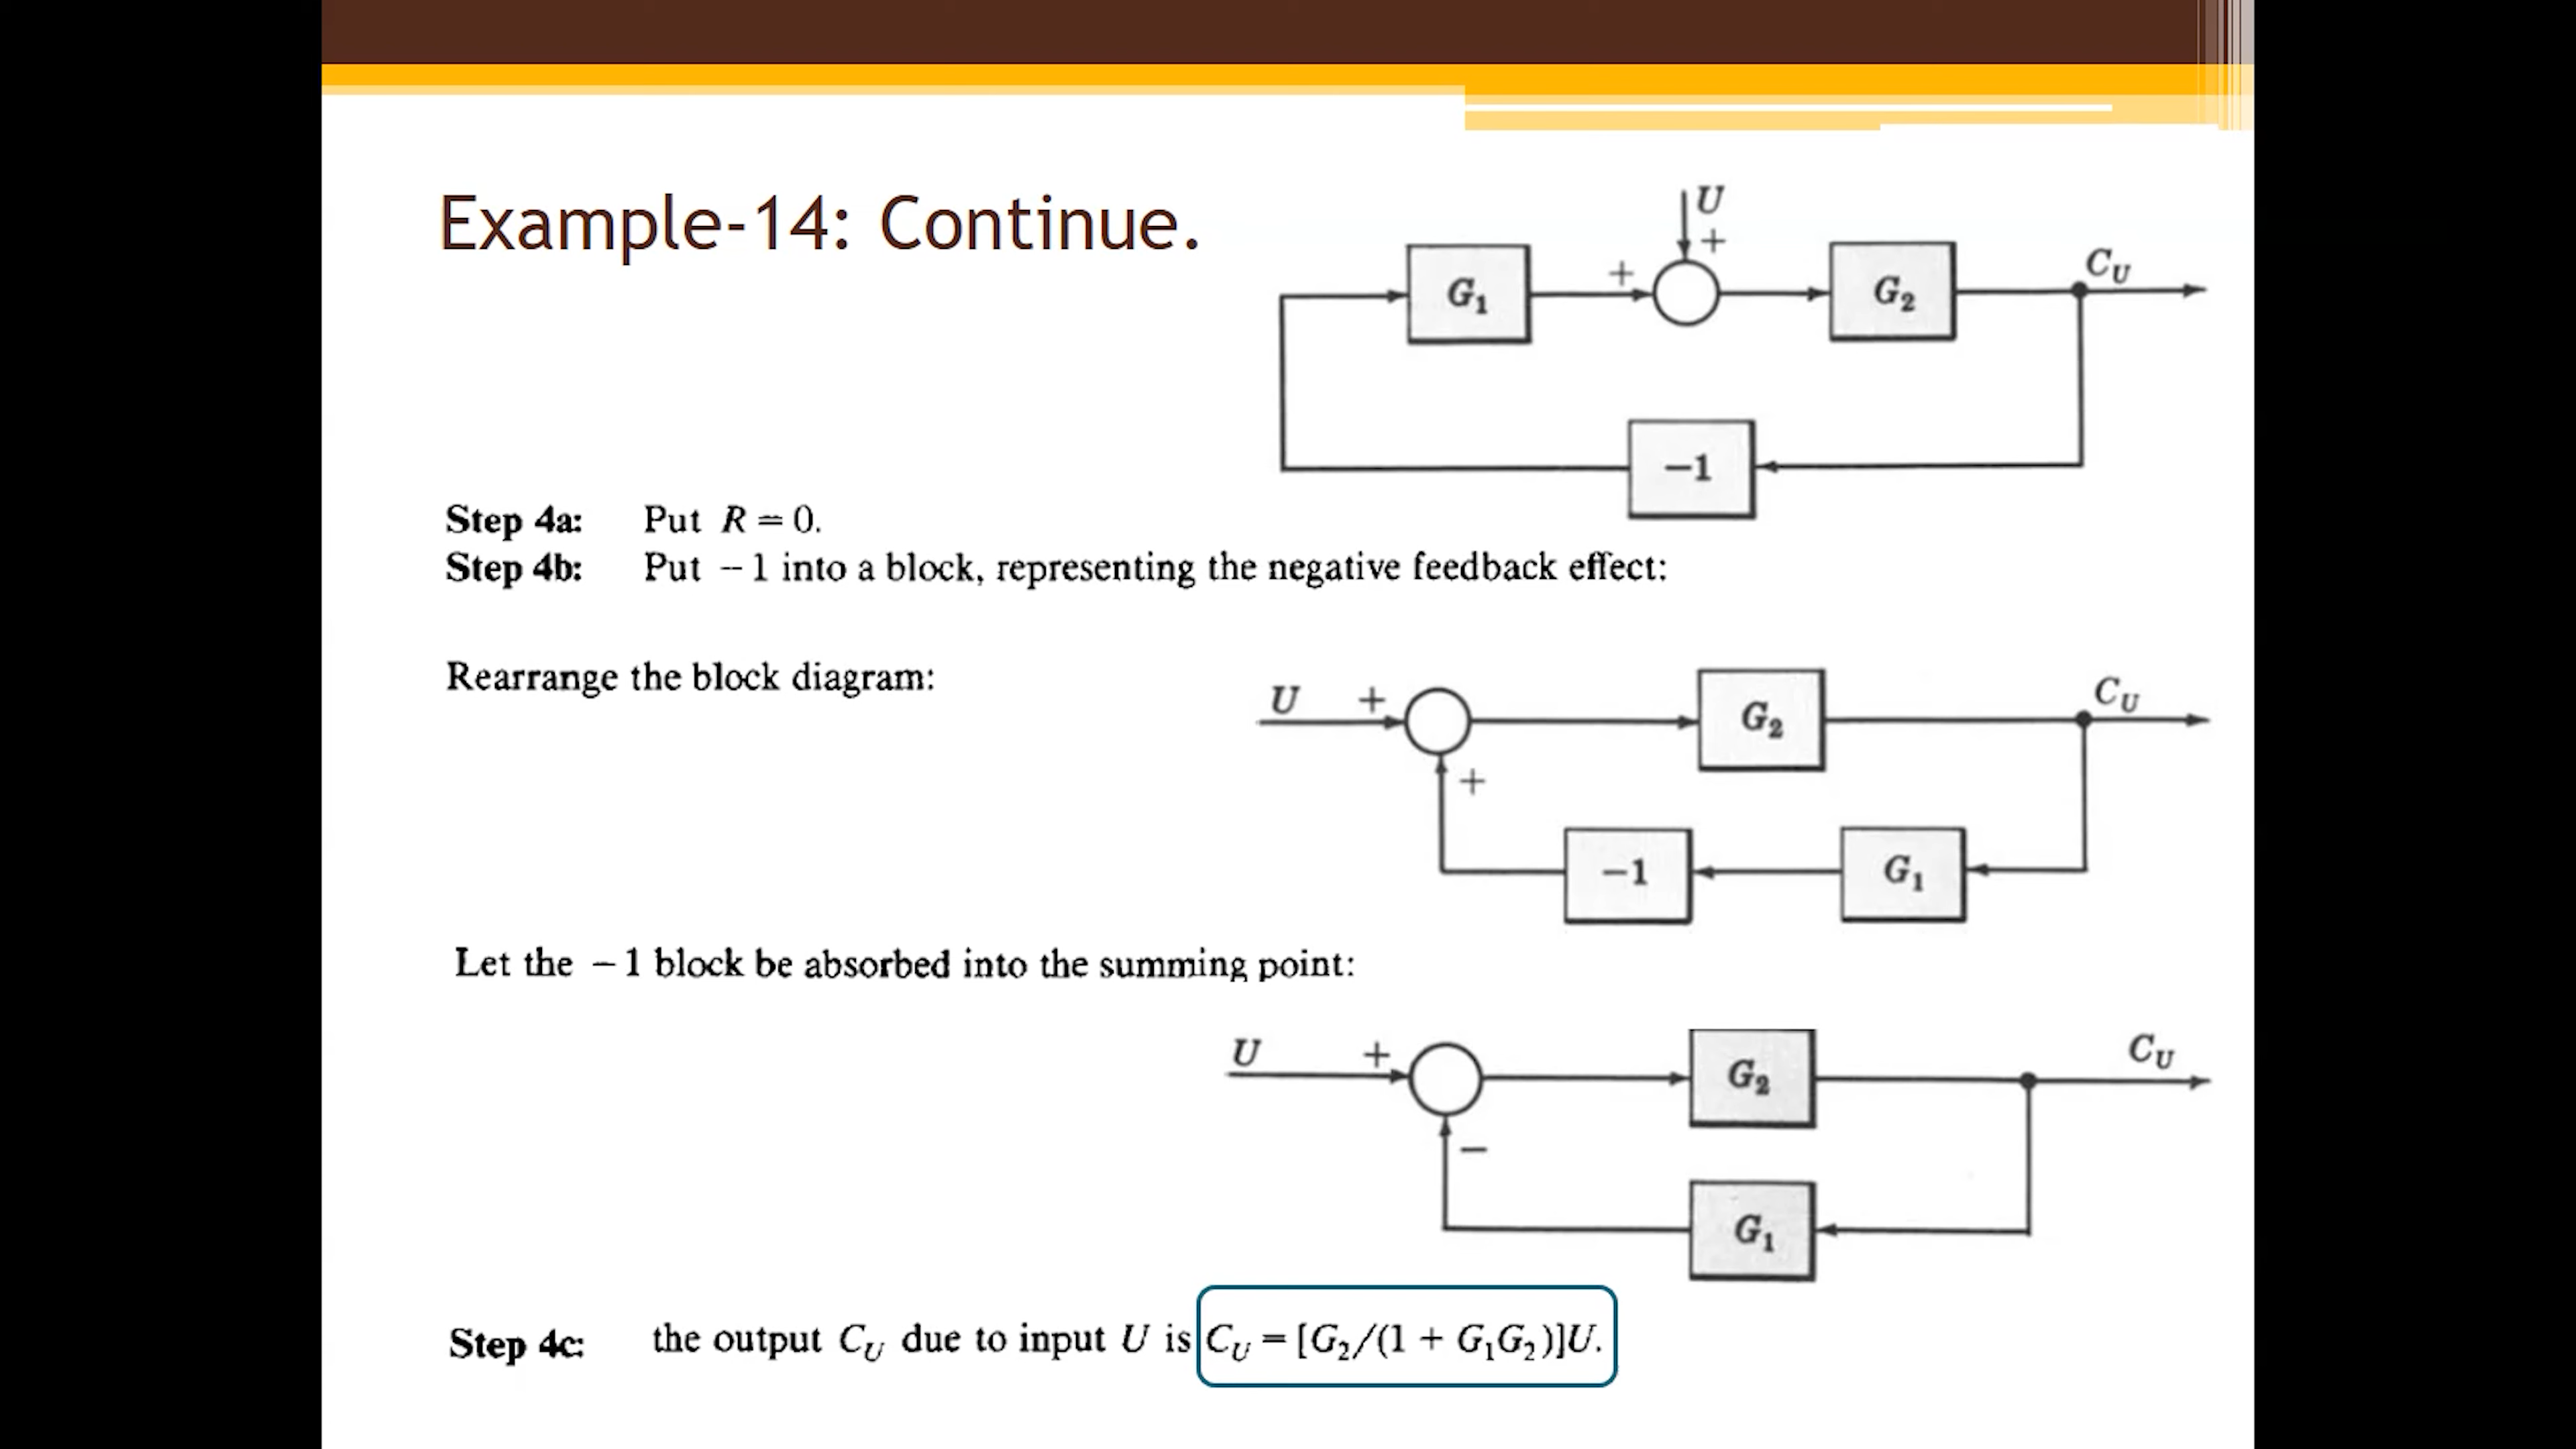 Example-14: Continue.
U
+
+
G₁
G₂
C_U
−1
Step 4a: Put R = 0.
Step 4b: Put −1 into a block, representing the negative feedback effect:
Rearrange the block diagram:
U
+
G₂
C_U
+
−1
G₁
Let the −1 block be absorbed into the summing point:
U
+
G₂
C_U
−
G₁
Step 4c: the output C_U due to input U is C_U = [G₂/(1 + G₁G₂)]U.